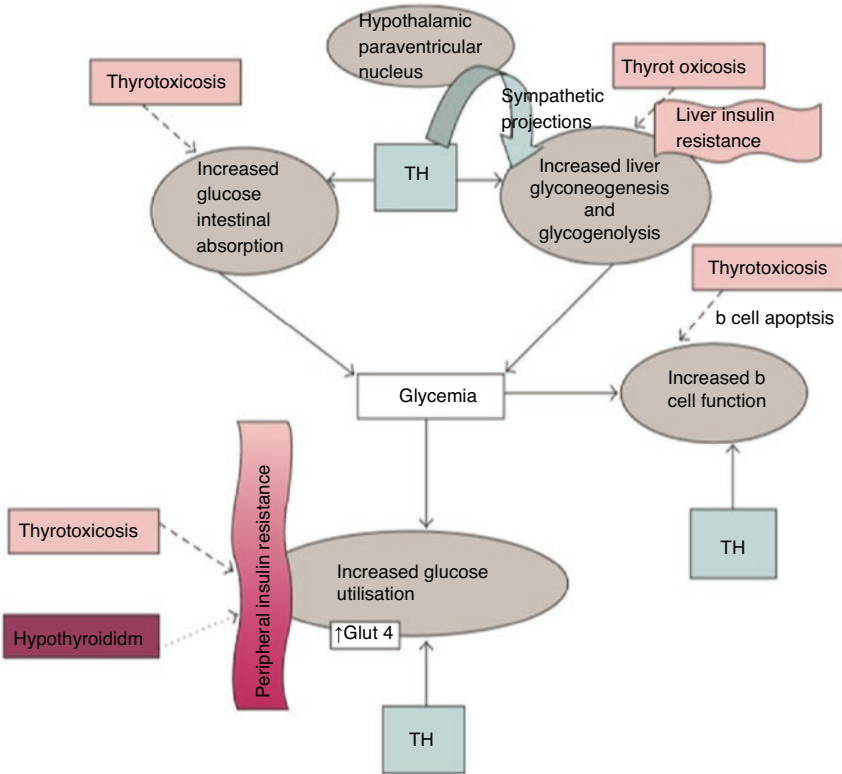 Hypothalamic
paraventricular
nucleus
Thyrotoxicosis
Thyrot oxicosis
Sympathetic
projections
Liver insulin
resistance
Increased
glucose
intestinal
absorption
TH
Increased liver
glyconeogenesis
and
glycogenolysis
Thyrotoxicosis
b cell apoptsis
Glycemia
Increased b
cell function
Peripheral insulin resistance
Thyrotoxicosis
TH
Increased glucose
utilisation
Hypothyroididm
↑Glut 4
TH